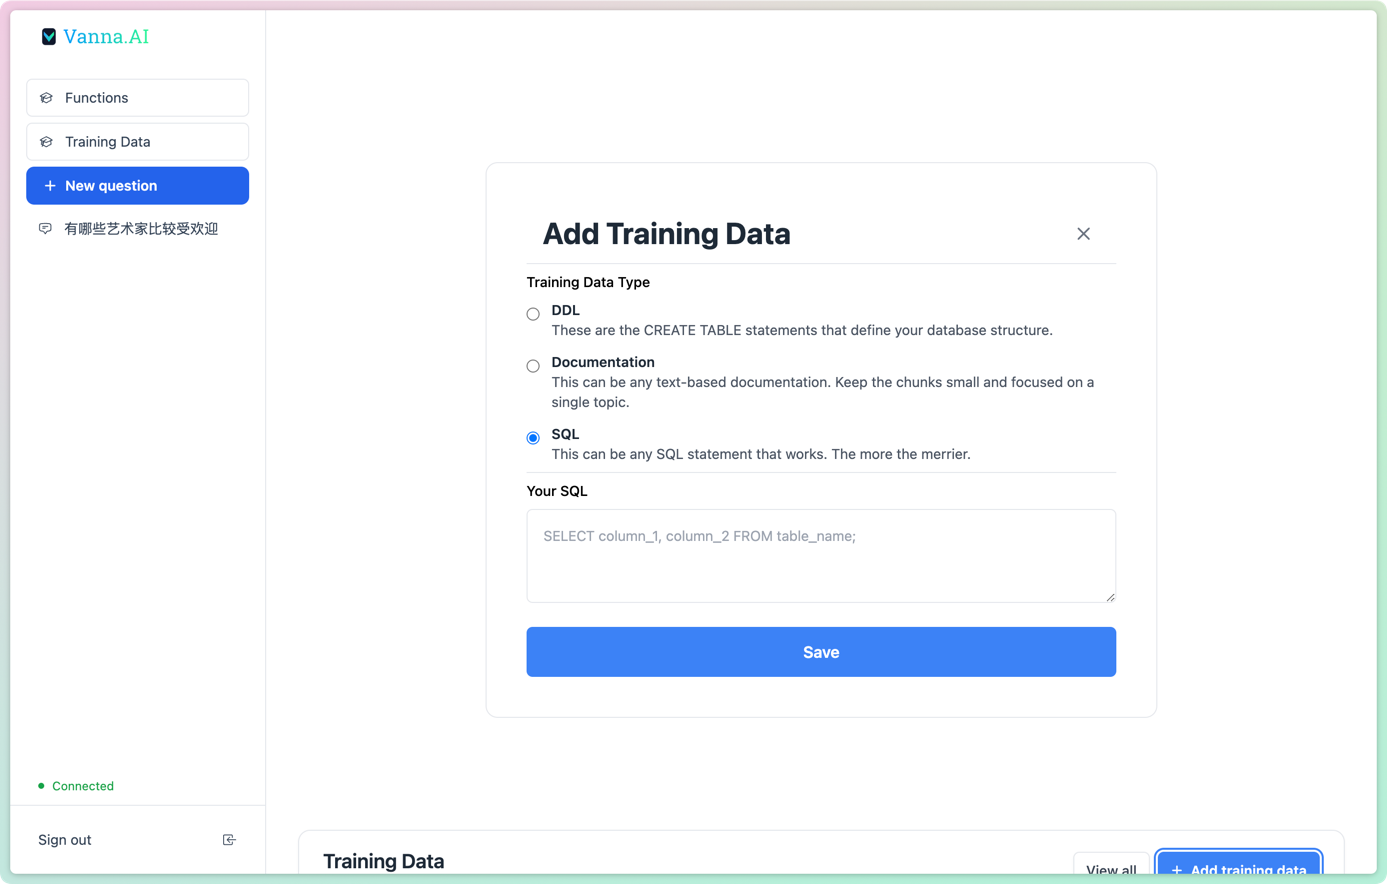 Vanna.AI
Functions
Training Data
New question
有哪些艺术家比较受欢迎
Connected
Sign out
Add Training Data
Training Data Type
DDL
These are the CREATE TABLE statements that define your database structure.
Documentation
This can be any text-based documentation. Keep the chunks small and focused on a
single topic.
SQL
This can be any SQL statement that works. The more the merrier.
Your SQL
SELECT column_1, column_2 FROM table_name;
Save
Training Data
View all
Add training data